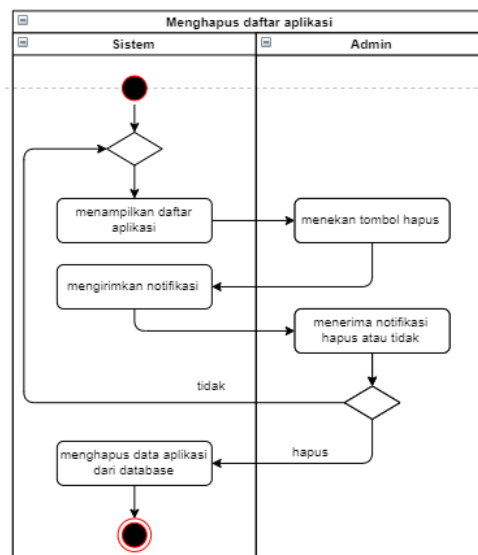 Menghapus daftar aplikasi
Sistem
Admin
menampilkan daftar
aplikasi
menekan tombol hapus
mengirimkan notifikasi
menerima notifikasi
hapus atau tidak
tidak
hapus
menghapus data aplikasi
dari database